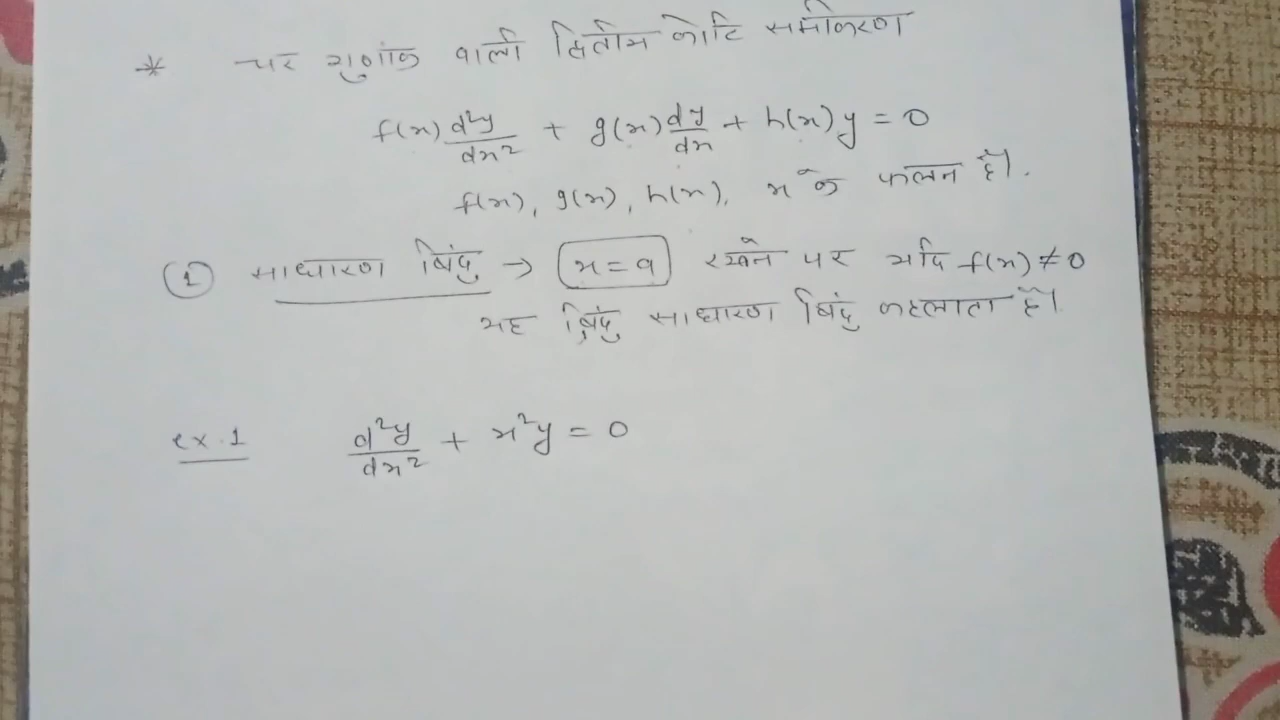 * चर गुणांक वाली द्वितीय कोटि समीकरण
f(x) d²y/dx² + g(x) dy/dx + h(x)y = 0
f(x), g(x), h(x), x के फलन है।
① साधारण बिंदु → x=a रखने पर यदि f(x) ≠ 0
यह बिंदु साधारण बिंदु कहलाता है।
ex. 1 d²y/dx² + x²y = 0